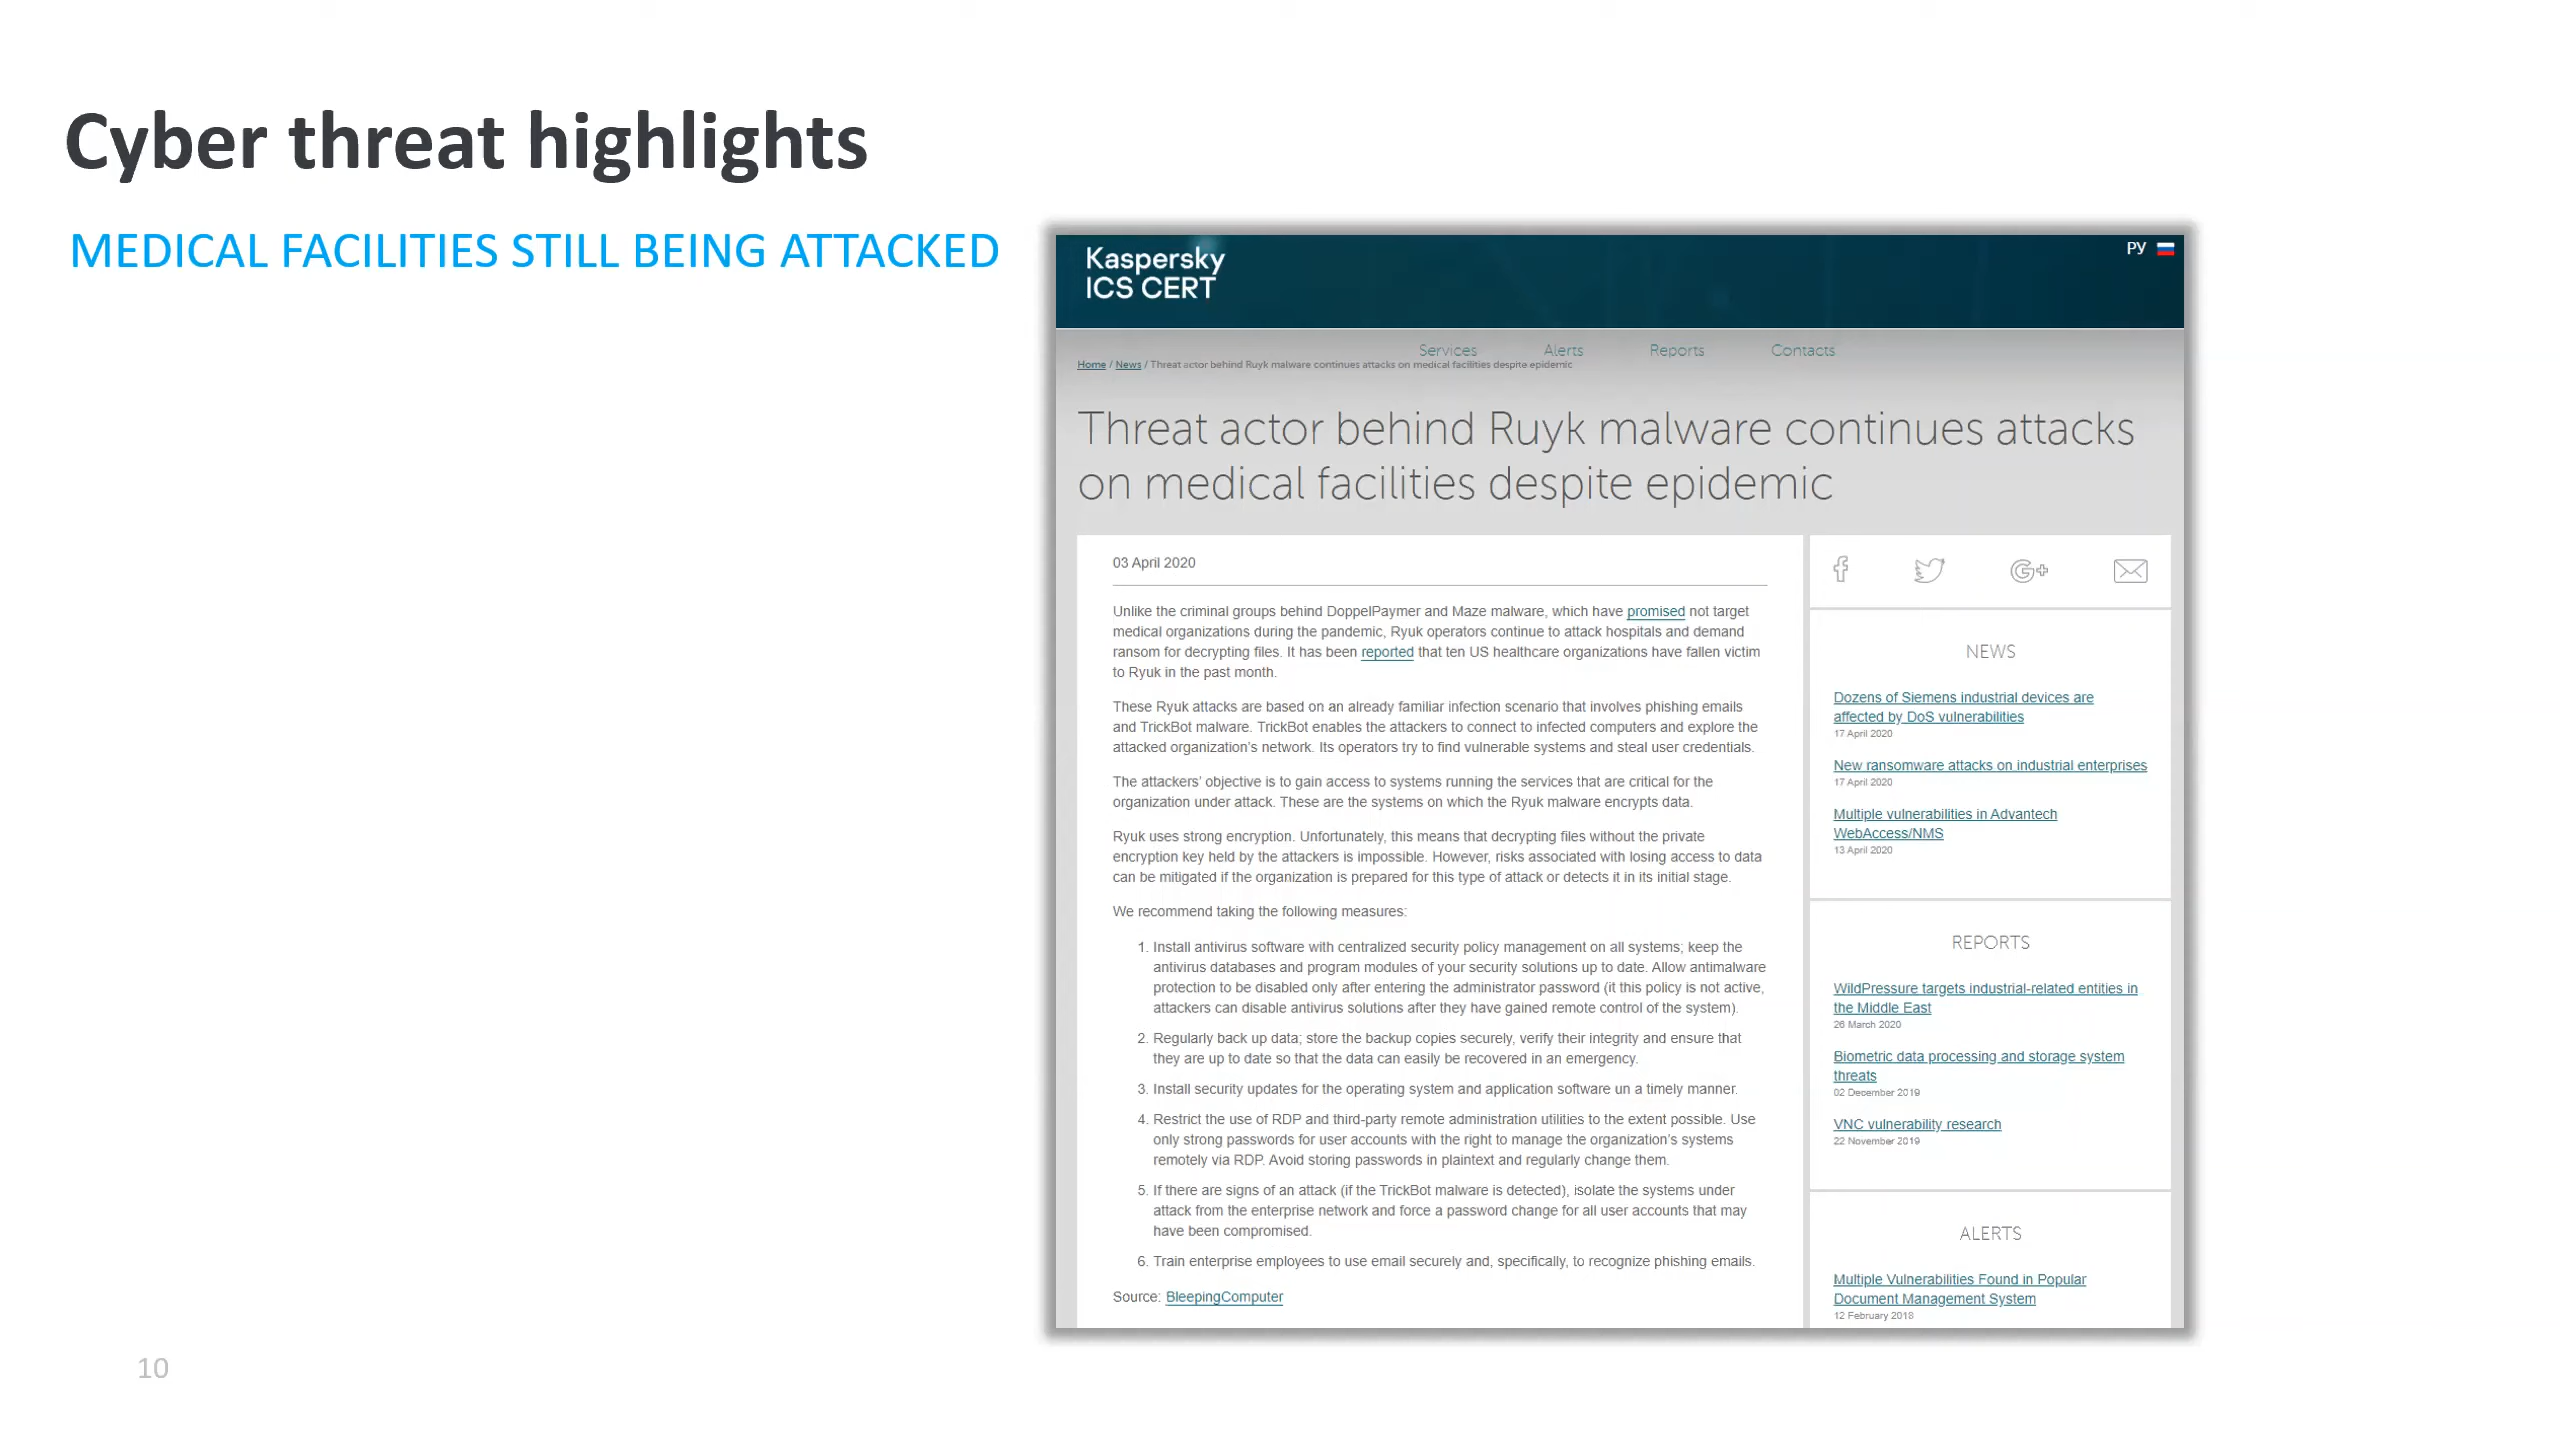 Cyber threat highlights
MEDICAL FACILITIES STILL BEING ATTACKED
Kaspersky
ICS CERT
РУ
Services Alerts Reports Contacts
Home / News / Threat actor behind Ryuk malware continues attacks on medical facilities despite epidemic
Threat actor behind Ruyk malware continues attacks
on medical facilities despite epidemic
03 April 2020
Unlike the criminal groups behind DoppelPaymer and Maze malware, which have promised not target
medical organizations during the pandemic, Ryuk operators continue to attack hospitals and demand
ransom for decrypting files. It has been reported that ten US healthcare organizations have fallen victim
to Ryuk in the past month.
These Ryuk attacks are based on an already familiar infection scenario that involves phishing emails
and TrickBot malware. TrickBot enables the attackers to connect to infected computers and explore the
attacked organization's network. Its operators try to find vulnerable systems and steal user credentials.
The attackers' objective is to gain access to systems running the services that are critical for the
organization under attack. These are the systems on which the Ryuk malware encrypts data.
Ryuk uses strong encryption. Unfortunately, this means that decrypting files without the private
encryption key held by the attackers is impossible. However, risks associated with losing access to data
can be mitigated if the organization is prepared for this type of attack or detects it in its initial stage.
We recommend taking the following measures:
1. Install antivirus software with centralized security policy management on all systems; keep the
antivirus databases and program modules of your security solutions up to date. Allow antimalware
protection to be disabled only after entering the administrator password (it this policy is not active,
attackers can disable antivirus solutions after they have gained remote control of the system).
2. Regularly back up data; store the backup copies securely, verify their integrity and ensure that
they are up to date so that the data can easily be recovered in an emergency.
3. Install security updates for the operating system and application software un a timely manner.
4. Restrict the use of RDP and third-party remote administration utilities to the extent possible. Use
only strong passwords for user accounts with the right to manage the organization's systems
remotely via RDP. Avoid storing passwords in plaintext and regularly change them.
5. If there are signs of an attack (if the TrickBot malware is detected), isolate the systems under
attack from the enterprise network and force a password change for all user accounts that may
have been compromised.
6. Train enterprise employees to use email securely and, specifically, to recognize phishing emails.
Source: BleepingComputer
NEWS
Dozens of Siemens industrial devices are
affected by DoS vulnerabilities
17 April 2020
New ransomware attacks on industrial enterprises
17 April 2020
Multiple vulnerabilities in Advantech
WebAccess/NMS
13 April 2020
REPORTS
WildPressure targets industrial-related entities in
the Middle East
26 March 2020
Biometric data processing and storage system
threats
02 December 2019
VNC vulnerability research
22 November 2019
ALERTS
Multiple Vulnerabilities Found in Popular
Document Management System
12 February 2018
10